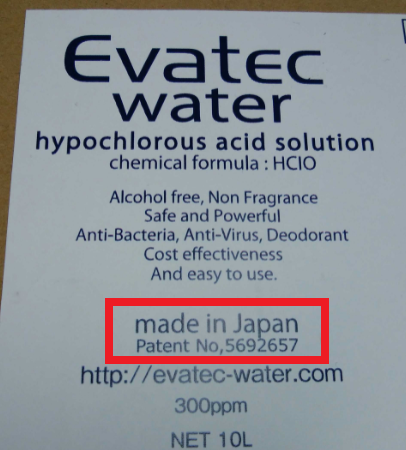 Evatec
water
hypochlorous acid solution
chemical formula : HClO
Alcohol free, Non Fragrance
Safe and Powerful
Anti-Bacteria, Anti-Virus, Deodorant
Cost effectiveness
And easy to use.
made in Japan
Patent No,5692657
http://evatec-water.com
300ppm
NET 10L